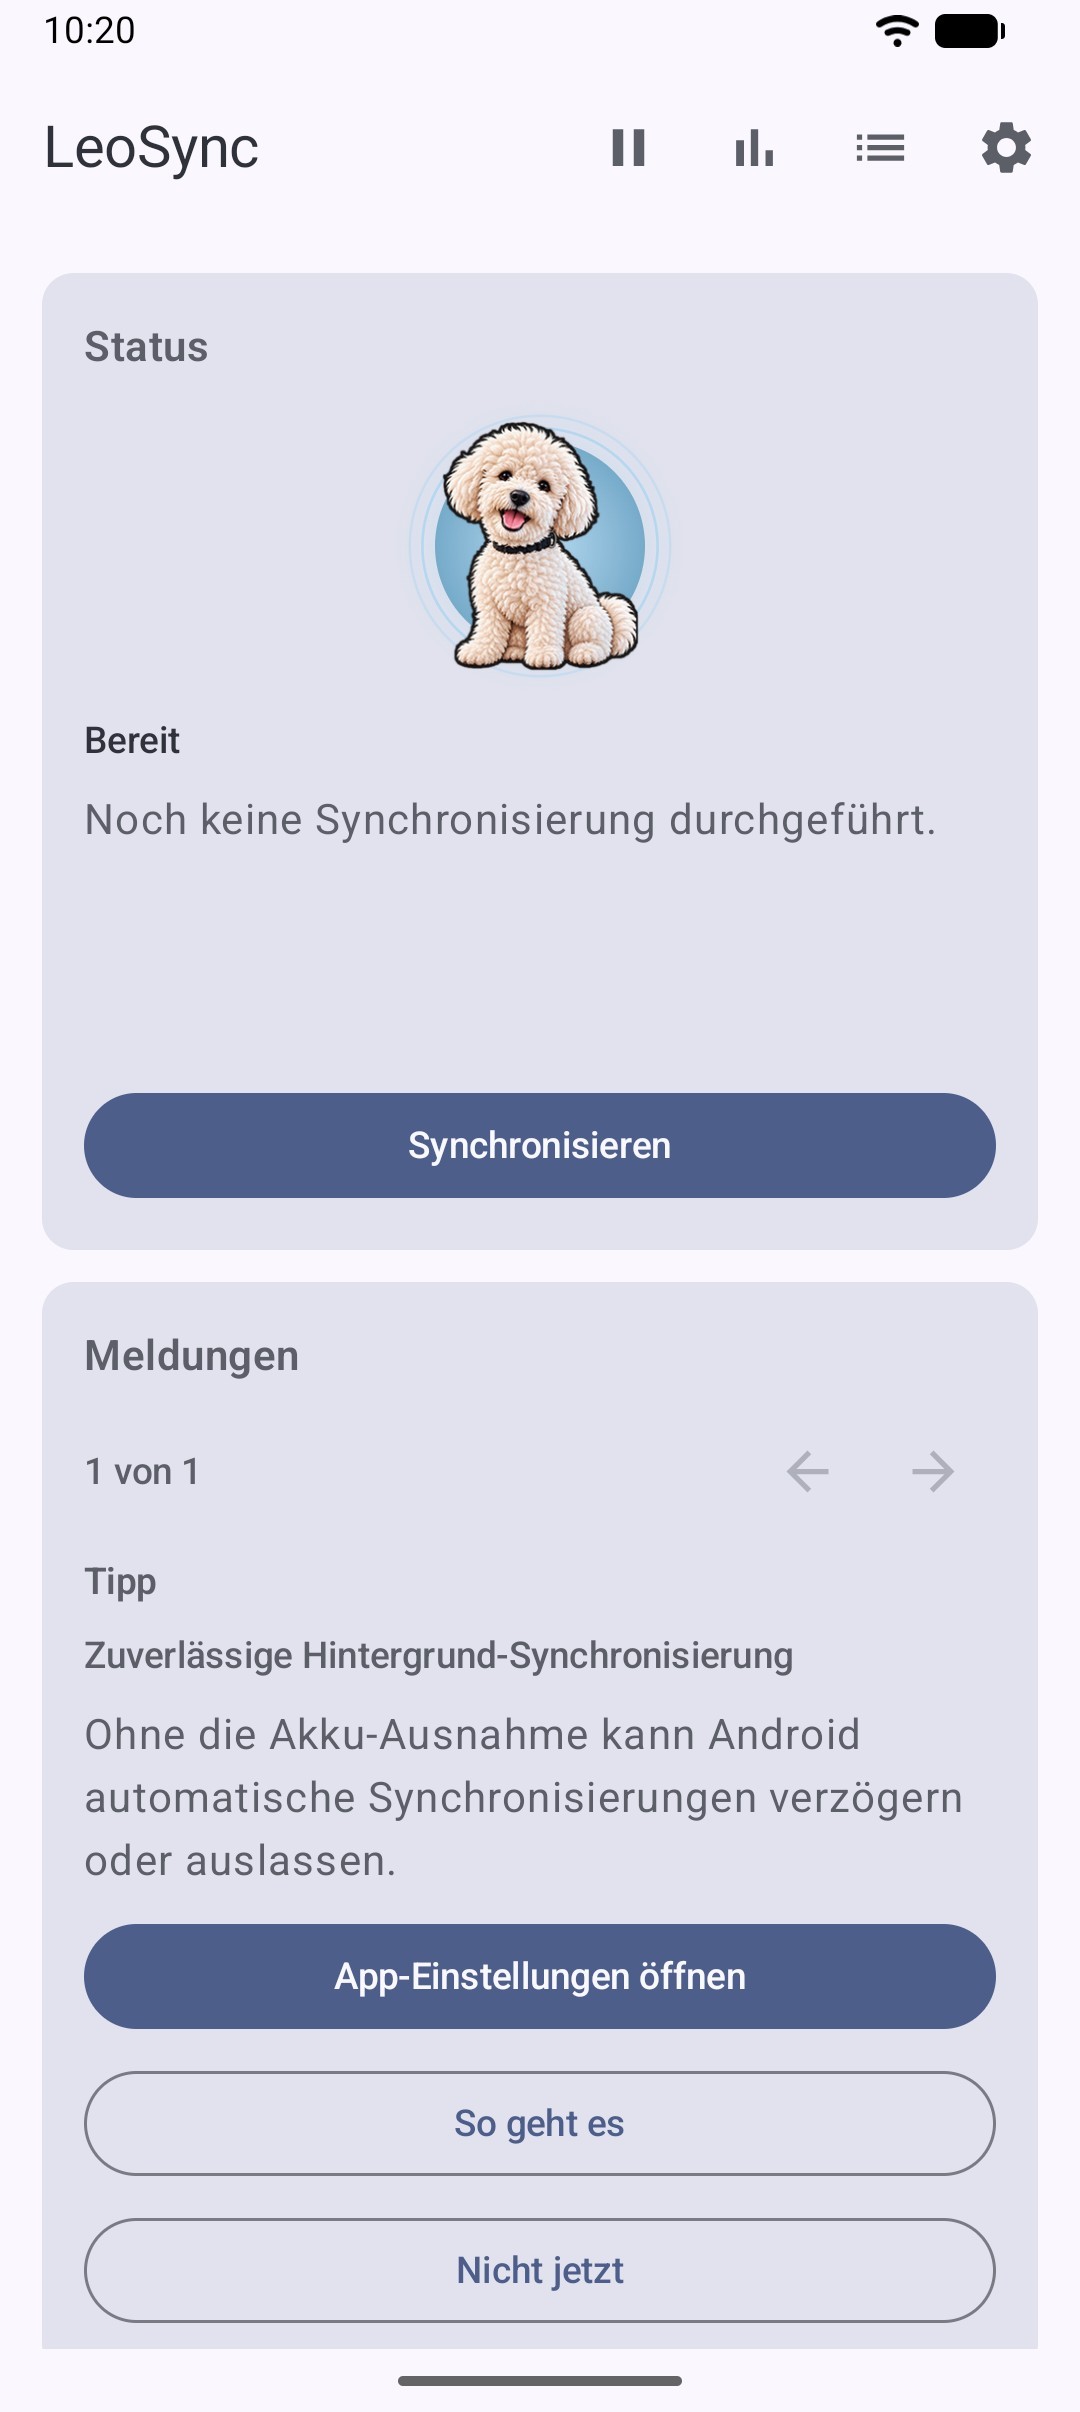 10:20
LeoSync
Status
Bereit
Noch keine Synchronisierung durchgeführt.
Synchronisieren
Meldungen
1 von 1
Tipp
Zuverlässige Hintergrund-Synchronisierung
Ohne die Akku-Ausnahme kann Android
automatische Synchronisierungen verzögern
oder auslassen.
App-Einstellungen öffnen
So geht es
Nicht jetzt